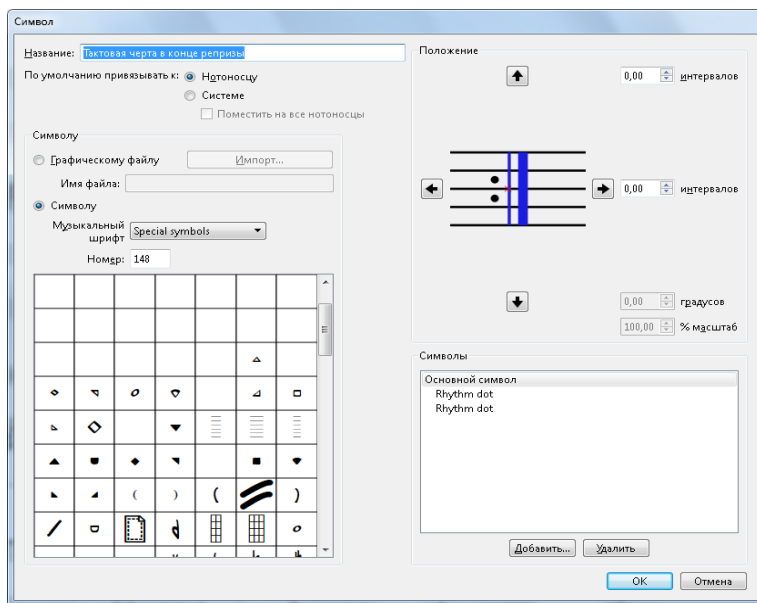 Символ
Название: Тактовая черта в конце репризы
По умолчанию привязывать к: Нотоносцу
Системе
Поместить на все нотоносцы
Символу
Графическому файлу
Импорт...
Имя файла:
Символу
Музыкальный шрифт
Special symbols
Номер: 148
Положение
0,00 интервалов
0,00 интервалов
0,00 градусов
100,00 % масштаб
Символы
Основной символ
Rhythm dot
Rhythm dot
Добавить...
Удалить
OK
Отмена